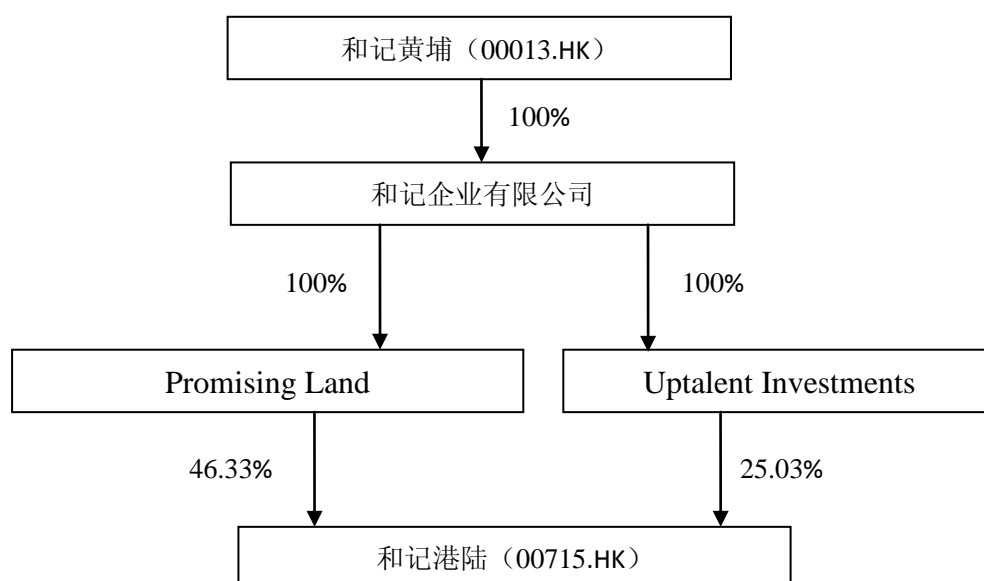 和记黄埔（00013.HK）
100%
和记企业有限公司
100%
100%
Promising Land
Uptalent Investments
46.33%
25.03%
和记港陆（00715.HK）